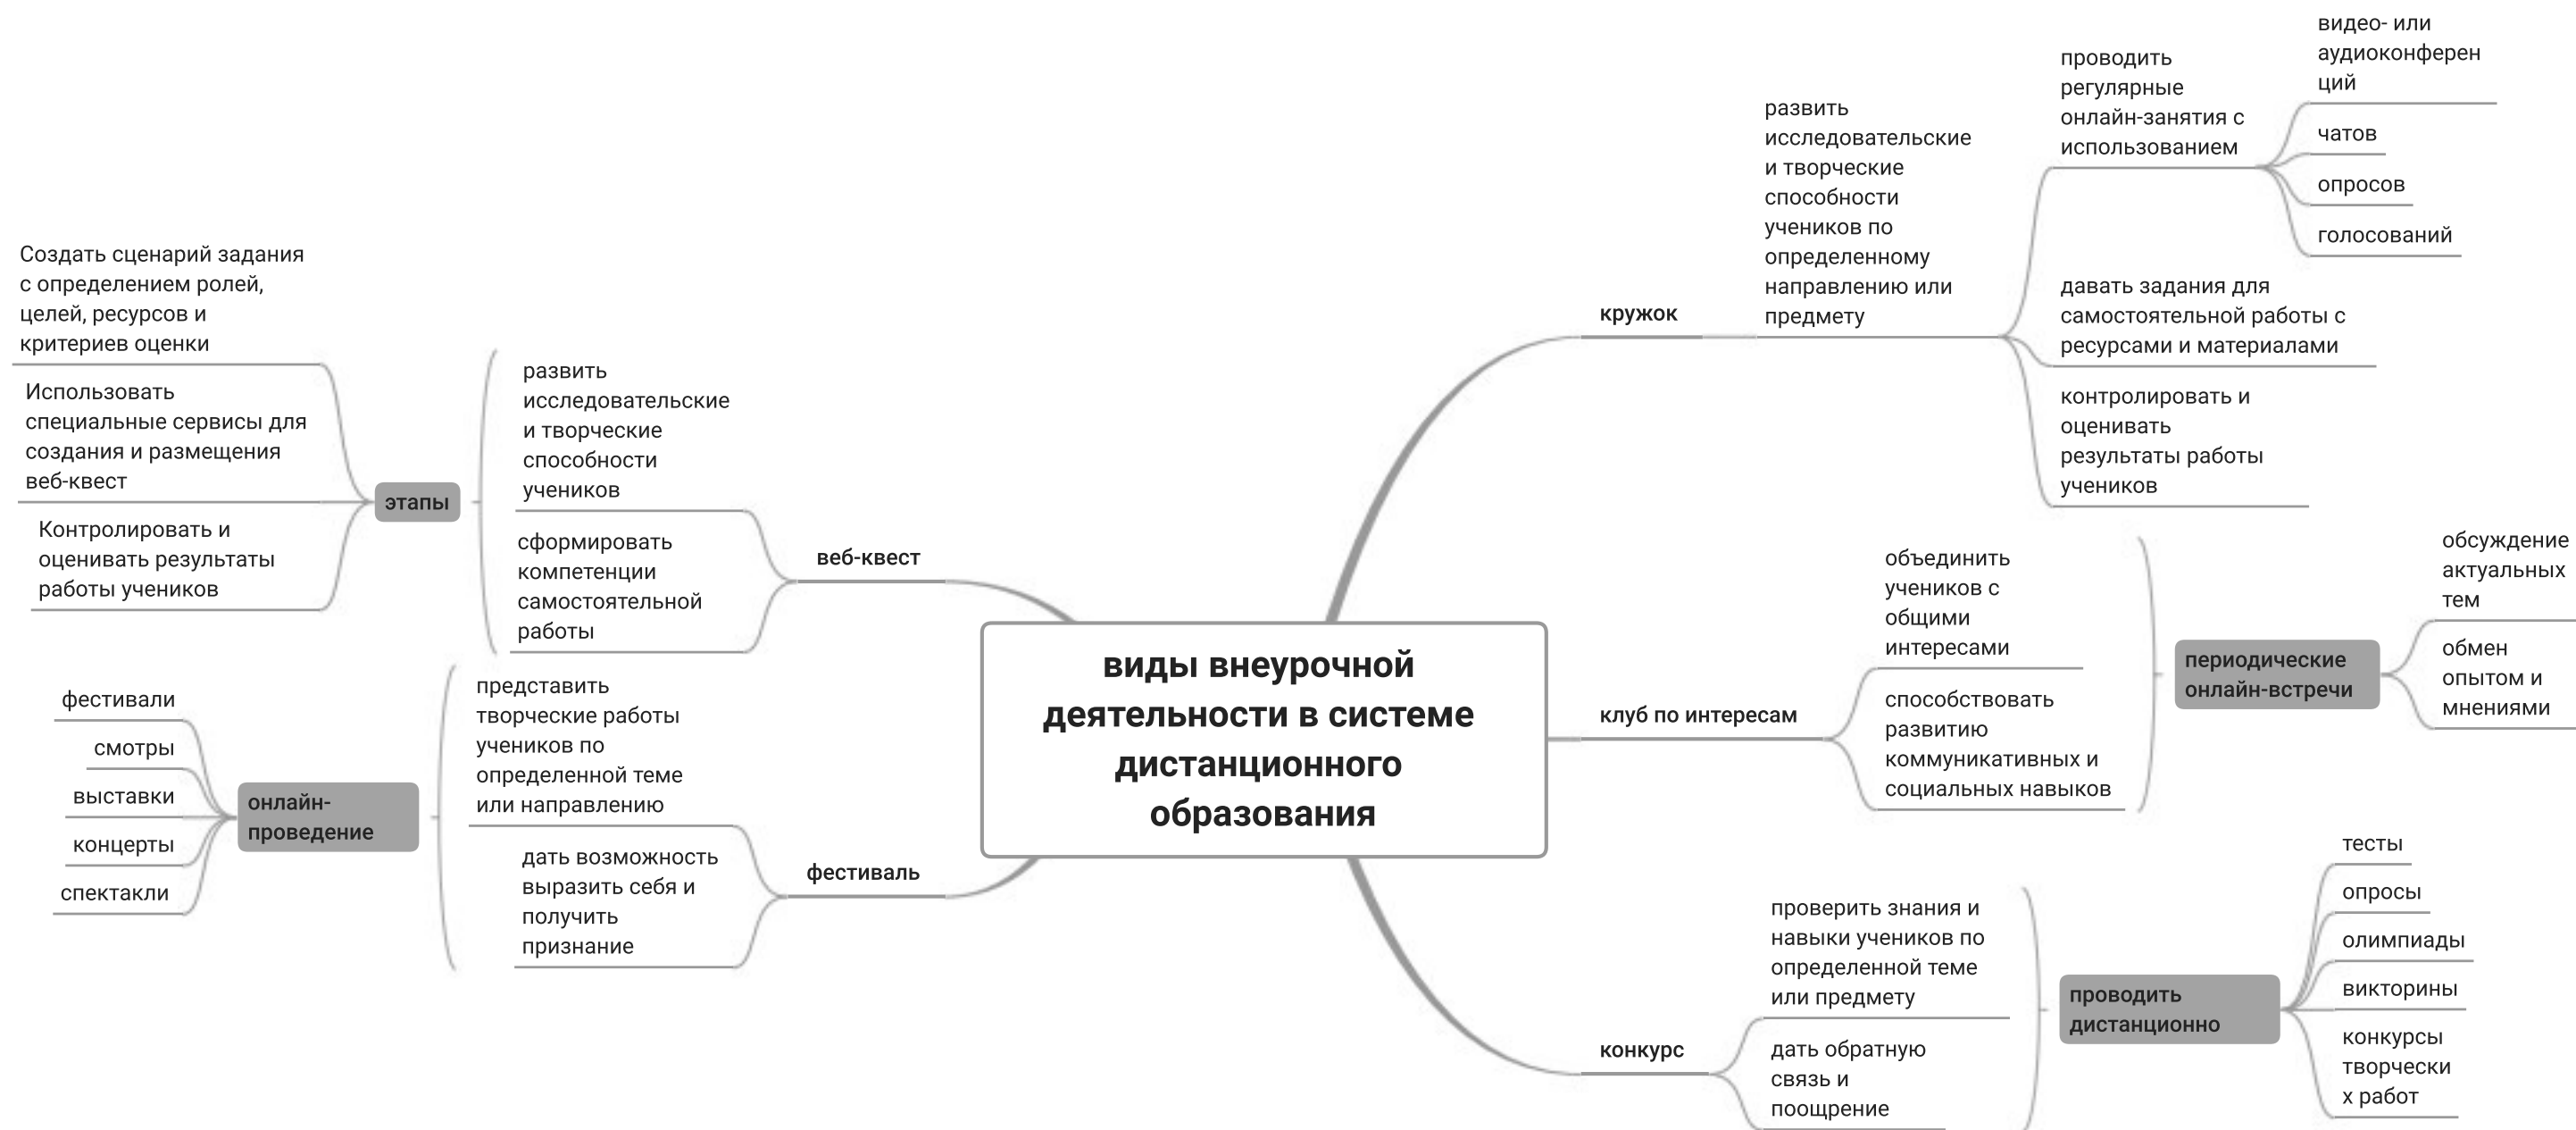 виды внеурочной
деятельности в системе
дистанционного
образования
кружок
развить
исследовательские
и творческие
способности
учеников по
определенному
направлению или
предмету
проводить
регулярные
онлайн-занятия с
использованием
видео- или
аудиоконферен
ций
чатов
опросов
голосований
давать задания для
самостоятельной работы с
ресурсами и материалами
контролировать и
оценивать
результаты работы
учеников
клуб по интересам
объединить
учеников с
общими
интересами
способствовать
развитию
коммуникативных и
социальных навыков
периодические
онлайн-встречи
обсуждение
актуальных
тем
обмен
опытом и
мнениями
конкурс
проверить знания и
навыки учеников по
определенной теме
или предмету
дать обратную
связь и
поощрение
проводить
дистанционно
тесты
опросы
олимпиады
викторины
конкурсы
творчески
х работ
веб-квест
развить
исследовательские
и творческие
способности
учеников
сформировать
компетенции
самостоятельной
работы
этапы
Создать сценарий задания
с определением ролей,
целей, ресурсов и
критериев оценки
Использовать
специальные сервисы для
создания и размещения
веб-квест
Контролировать и
оценивать результаты
работы учеников
фестиваль
представить
творческие работы
учеников по
определенной теме
или направлению
дать возможность
выразить себя и
получить
признание
онлайн-
проведение
фестивали
смотры
выставки
концерты
спектакли